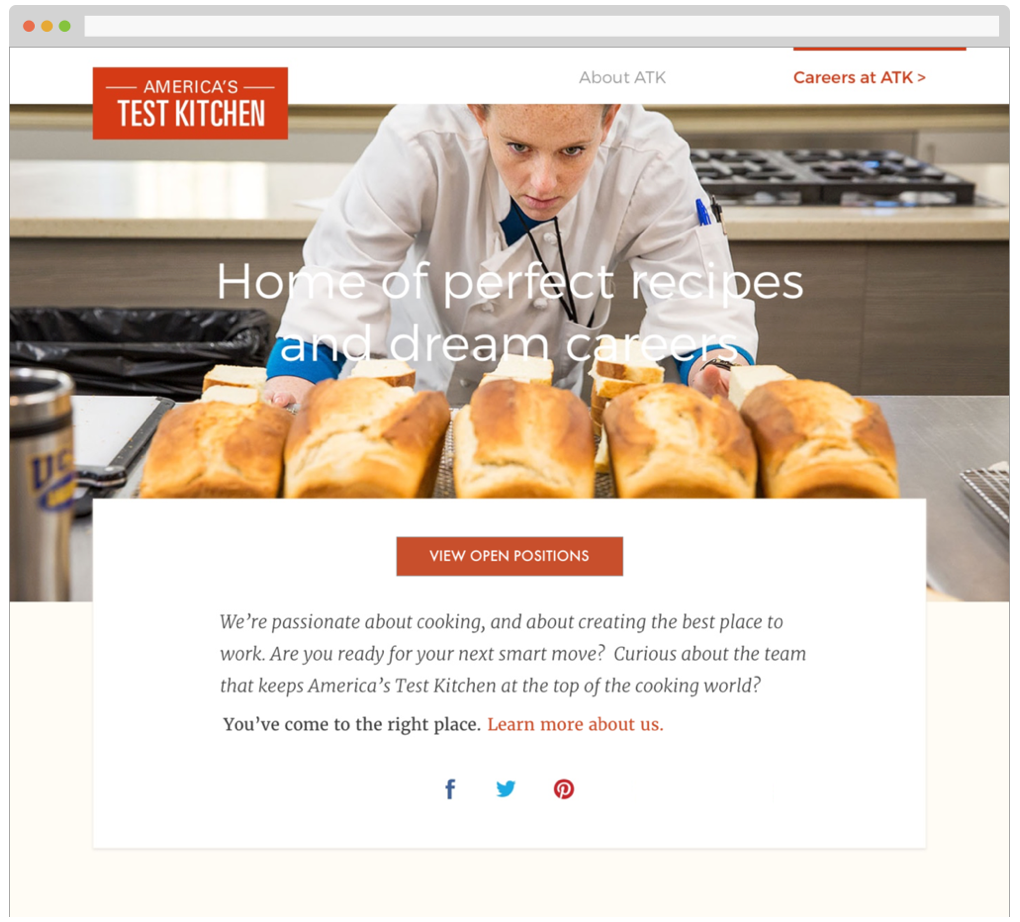 AMERICA'S
TEST KITCHEN
About ATK
Careers at ATK >
Home of perfect recipes
and dream careers
VIEW OPEN POSITIONS
We're passionate about cooking, and about creating the best place to
work. Are you ready for your next smart move?  Curious about the team
that keeps America's Test Kitchen at the top of the cooking world?
You've come to the right place. Learn more about us.